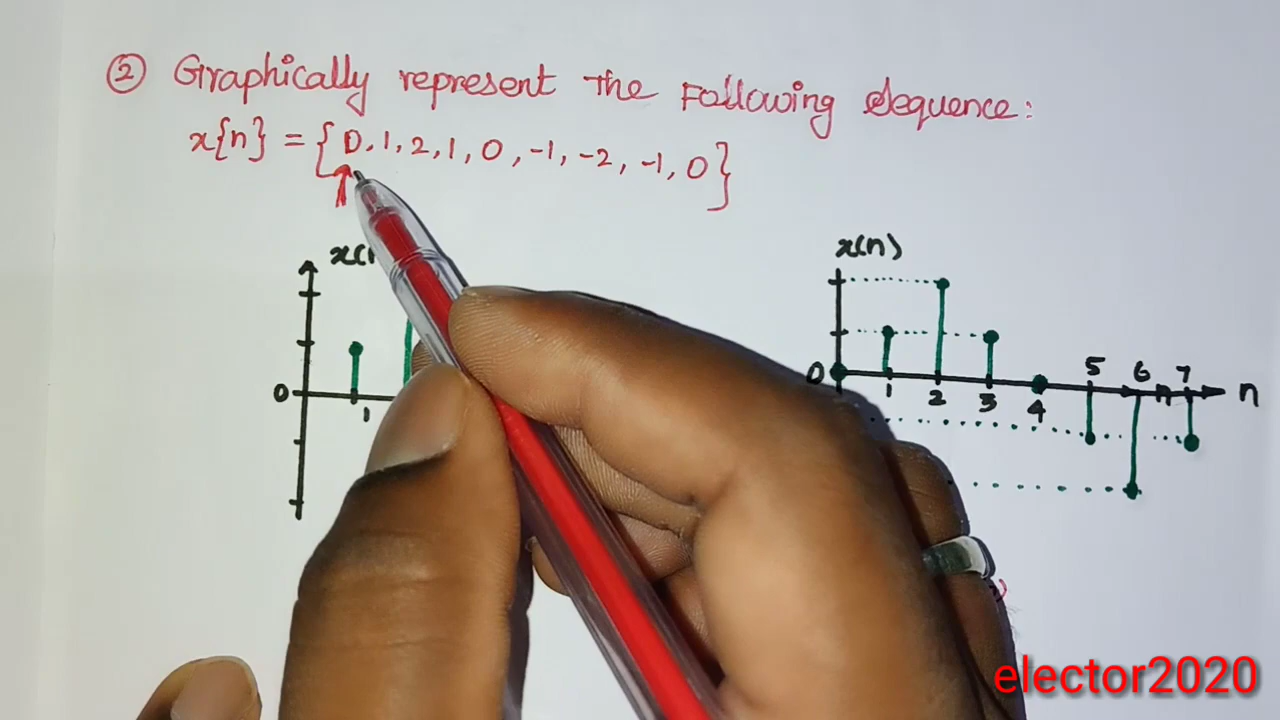 ② Graphically represent the Following Sequence:
x{n} = {0, 1, 2, 1, 0, -1, -2, -1, 0}
x(n)
0
1
2
3
4
5
6
7
n
n
0
1
elector2020